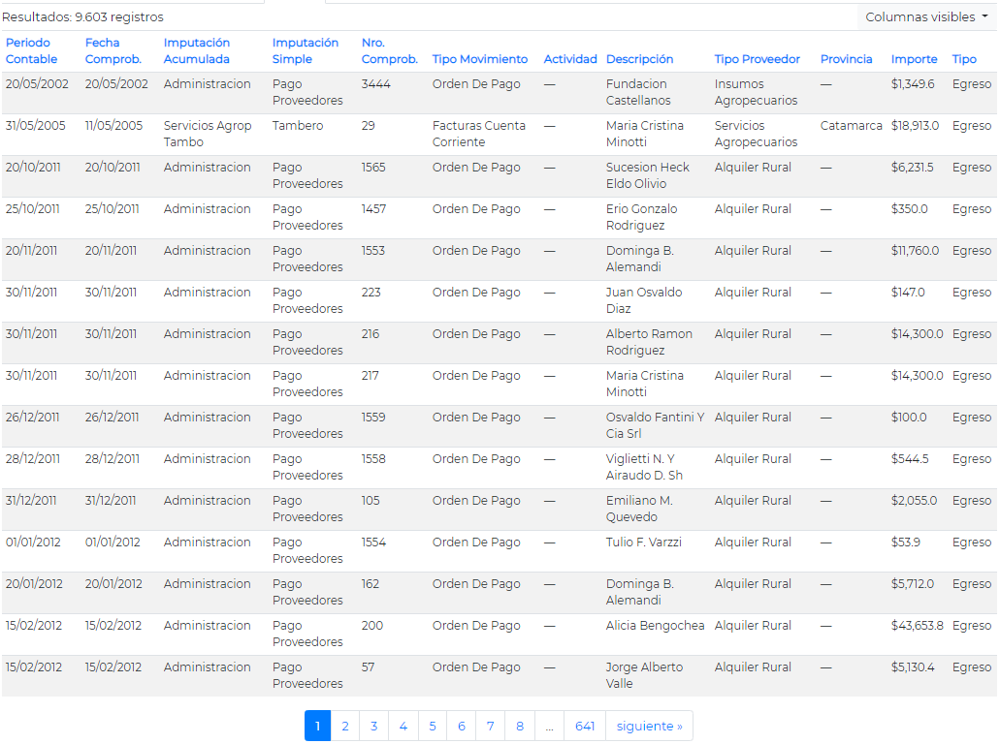 Resultados: 9.603 registros
Columnas visibles
Periodo Contable Fecha Comprob. Imputación Acumulada Imputación Simple Nro. Comprob. Tipo Movimiento Actividad Descripción Tipo Proveedor Provincia Importe Tipo
20/05/2002 20/05/2002 Administracion Pago Proveedores 3444 Orden De Pago — Fundacion Castellanos Insumos Agropecuarios — $1,349.6 Egreso
31/05/2005 11/05/2005 Servicios Agrop Tambo Tambero 29 Facturas Cuenta Corriente — Maria Cristina Minotti Servicios Agropecuarios Catamarca $18,913.0 Egreso
20/10/2011 20/10/2011 Administracion Pago Proveedores 1565 Orden De Pago — Sucesion Heck Eldo Olivio Alquiler Rural — $6,231.5 Egreso
25/10/2011 25/10/2011 Administracion Pago Proveedores 1457 Orden De Pago — Erio Gonzalo Rodriguez Alquiler Rural — $350.0 Egreso
20/11/2011 20/11/2011 Administracion Pago Proveedores 1553 Orden De Pago — Dominga B. Alemandi Alquiler Rural — $11,760.0 Egreso
30/11/2011 30/11/2011 Administracion Pago Proveedores 223 Orden De Pago — Juan Osvaldo Diaz Alquiler Rural — $147.0 Egreso
30/11/2011 30/11/2011 Administracion Pago Proveedores 216 Orden De Pago — Alberto Ramon Rodriguez Alquiler Rural — $14,300.0 Egreso
30/11/2011 30/11/2011 Administracion Pago Proveedores 217 Orden De Pago — Maria Cristina Minotti Alquiler Rural — $14,300.0 Egreso
26/12/2011 26/12/2011 Administracion Pago Proveedores 1559 Orden De Pago — Osvaldo Fantini Y Cia Srl Alquiler Rural — $100.0 Egreso
28/12/2011 28/12/2011 Administracion Pago Proveedores 1558 Orden De Pago — Viglietti N. Y Airaudo D. Sh Alquiler Rural — $544.5 Egreso
31/12/2011 31/12/2011 Administracion Pago Proveedores 105 Orden De Pago — Emiliano M. Quevedo Alquiler Rural — $2,055.0 Egreso
01/01/2012 01/01/2012 Administracion Pago Proveedores 1554 Orden De Pago — Tulio F. Varzzi Alquiler Rural — $53.9 Egreso
20/01/2012 20/01/2012 Administracion Pago Proveedores 162 Orden De Pago — Dominga B. Alemandi Alquiler Rural — $5,712.0 Egreso
15/02/2012 15/02/2012 Administracion Pago Proveedores 200 Orden De Pago — Alicia Bengochea Alquiler Rural — $43,653.8 Egreso
15/02/2012 15/02/2012 Administracion Pago Proveedores 57 Orden De Pago — Jorge Alberto Valle Alquiler Rural — $5,130.4 Egreso
1 2 3 4 5 6 7 8 ... 641 siguiente »